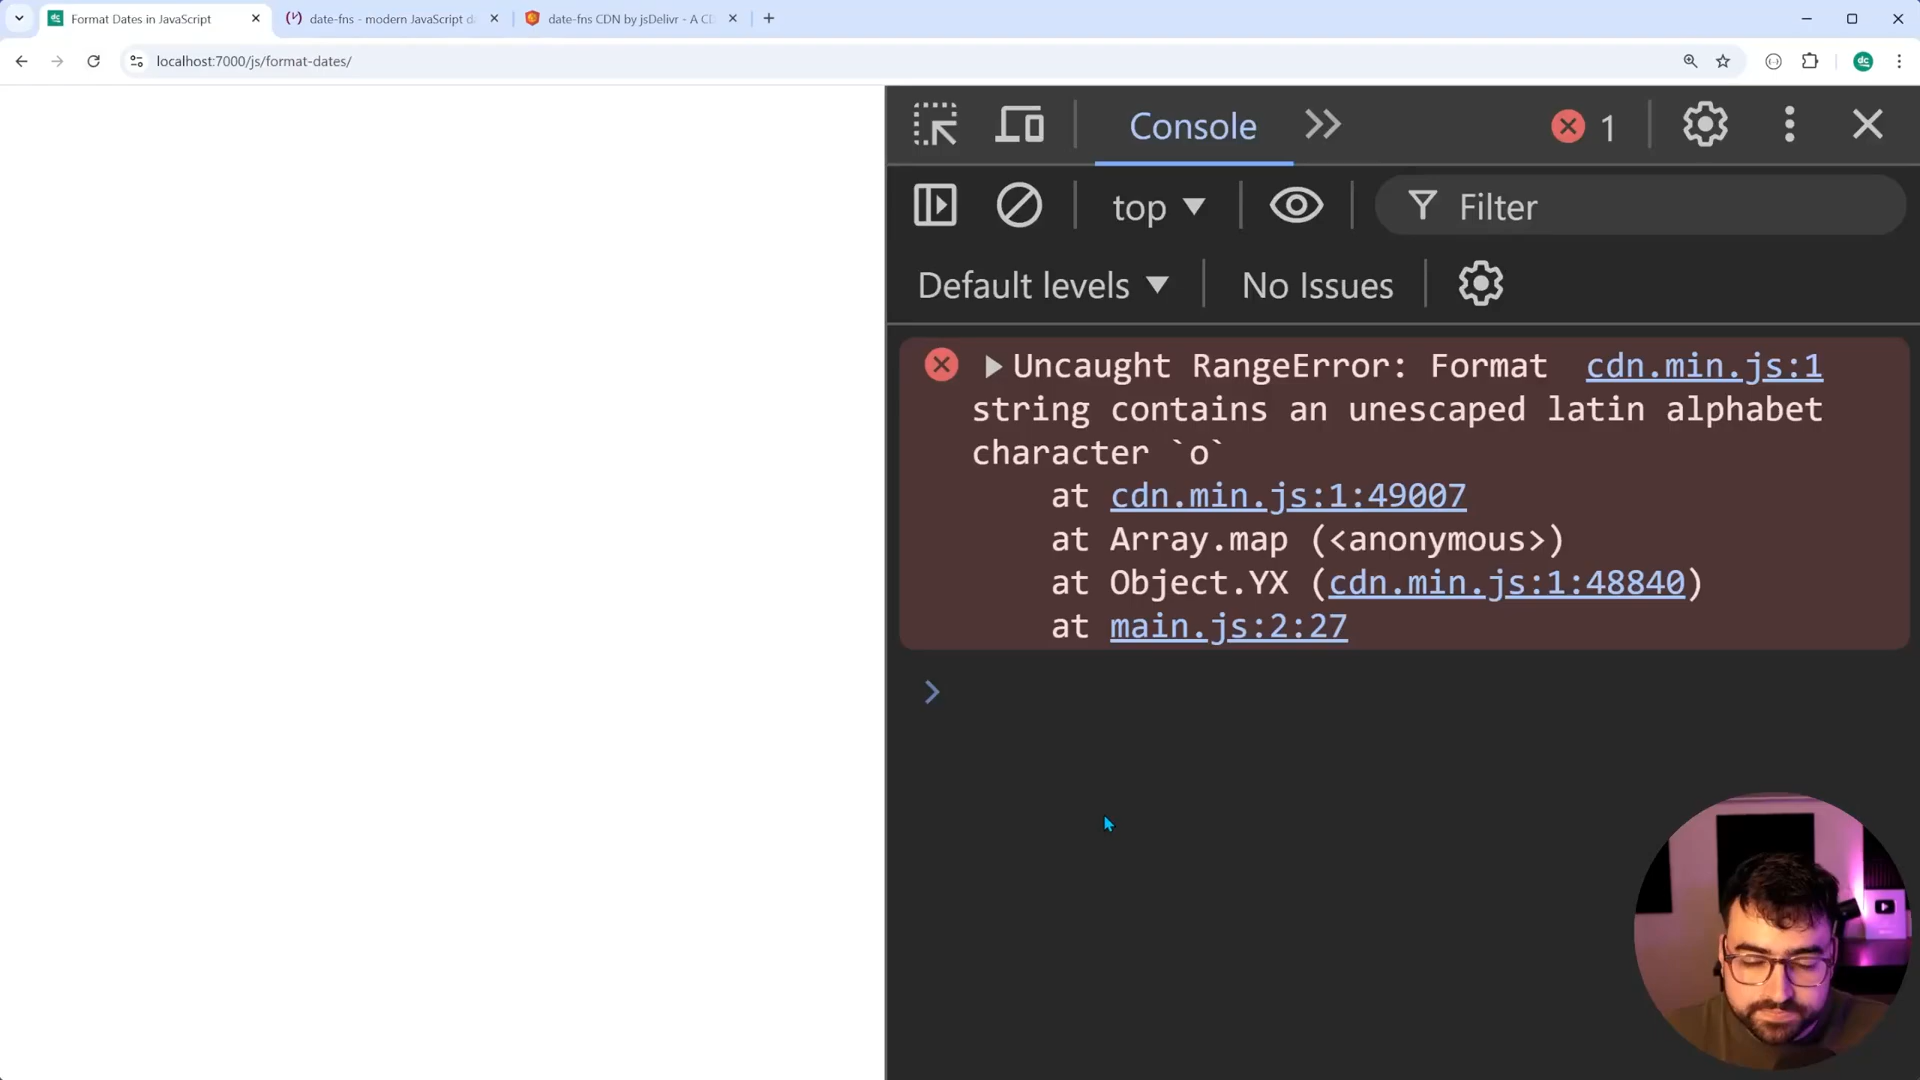 Format Dates in JavaScript
date-fns - modern JavaScript d
date-fns CDN by jsDelivr - A CD
localhost:7000/js/format-dates/
Console
1
top
Filter
Default levels
No Issues
Uncaught RangeError: Format cdn.min.js:1
string contains an unescaped latin alphabet
character `o`
at cdn.min.js:1:49007
at Array.map (<anonymous>)
at Object.YX (cdn.min.js:1:48840)
at main.js:2:27